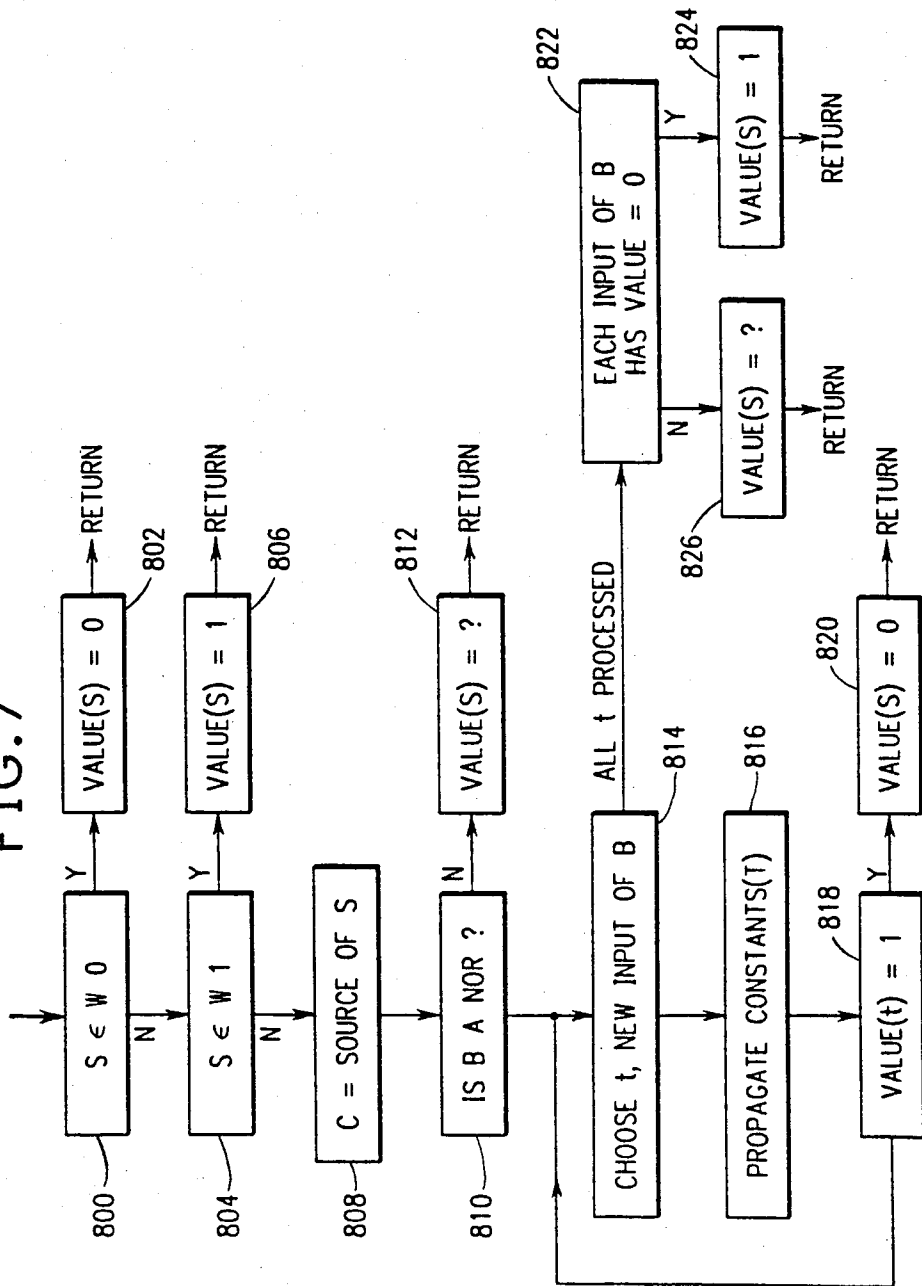 FIG. 7
800
S ϵ W 0
Y
VALUE(S) = 0
RETURN
802
N
804
S ϵ W 1
Y
VALUE(S) = 1
RETURN
806
N
808
C = SOURCE OF S
810
IS B A NOR ?
N
VALUE(S) = ?
RETURN
812
CHOOSE t, NEW INPUT OF B
814
ALL t PROCESSED
PROPAGATE CONSTANTS(T)
816
VALUE(t) = 1
818
Y
VALUE(S) = 0
820
RETURN
EACH INPUT OF B
HAS VALUE = 0
822
N
VALUE(S) = ?
826
RETURN
Y
VALUE(S) = 1
824
RETURN